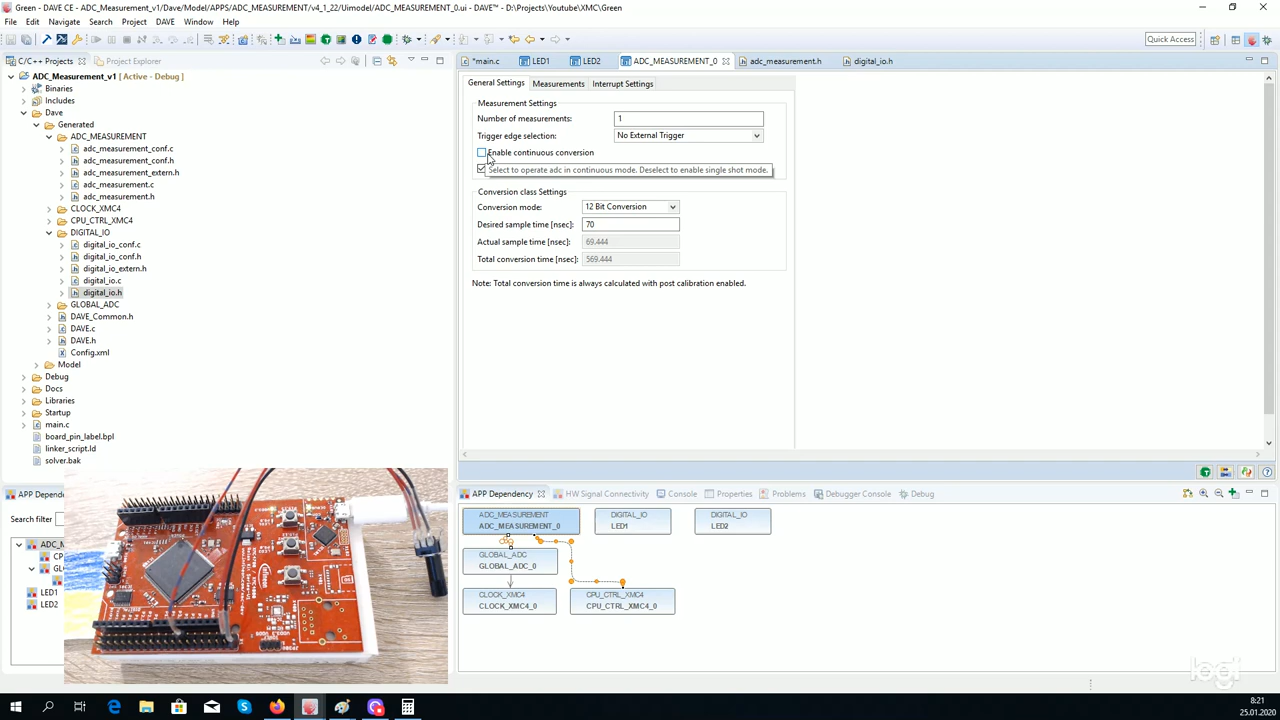 Green - DAVE CE - ADC_Measurement_v1/Dave/Model/APPS/ADC_MEASUREMENT/v4_1_22/Uimodel/ADC_MEASUREMENT_0.ui - DAVE™ - D:\Projects\Youtube\XMC\Green
File Edit Navigate Search Project DAVE Window Help
Quick Access
C/C++ Projects Project Explorer
*main.c LED1 LED2 ADC_MEASUREMENT_0 adc_measurement.h digital_io.h
ADC_Measurement_v1 [ Active - Debug ]
Binaries
Includes
Dave
Generated
ADC_MEASUREMENT
adc_measurement_conf.c
adc_measurement_conf.h
adc_measurement_extern.h
adc_measurement.c
adc_measurement.h
CLOCK_XMC4
CPU_CTRL_XMC4
DIGITAL_IO
digital_io_conf.c
digital_io_conf.h
digital_io_extern.h
digital_io.c
digital_io.h
GLOBAL_ADC
DAVE_Common.h
DAVE.c
DAVE.h
Config.xml
Model
Debug
Docs
Libraries
Startup
main.c
board_pin_label.bpl
linker_script.ld
solver.bak
General Settings Measurements Interrupt Settings
Measurement Settings
Number of measurements: 1
Trigger edge selection: No External Trigger
Enable continuous conversion
Select to operate adc in continuous mode. Deselect to enable single shot mode.
Conversion class Settings
Conversion mode: 12 Bit Conversion
Desired sample time [nsec]: 70
Actual sample time [nsec]: 69.444
Total conversion time [nsec]: 569.444
Note: Total conversion time is always calculated with post calibration enabled.
APP Dependency HW Signal Connectivity Console Properties Problems Debugger Console Debug
APP Depend
Search filter
ADC_M
CP
G
LED1
LED2
ADC_MEASUREMENT
ADC_MEASUREMENT_0
DIGITAL_IO
LED1
DIGITAL_IO
LED2
GLOBAL_ADC
GLOBAL_ADC_0
CLOCK_XMC4
CLOCK_XMC4_0
CPU_CTRL_XMC4
CPU_CTRL_XMC4_0
Infineon
8:21
25.01.2020